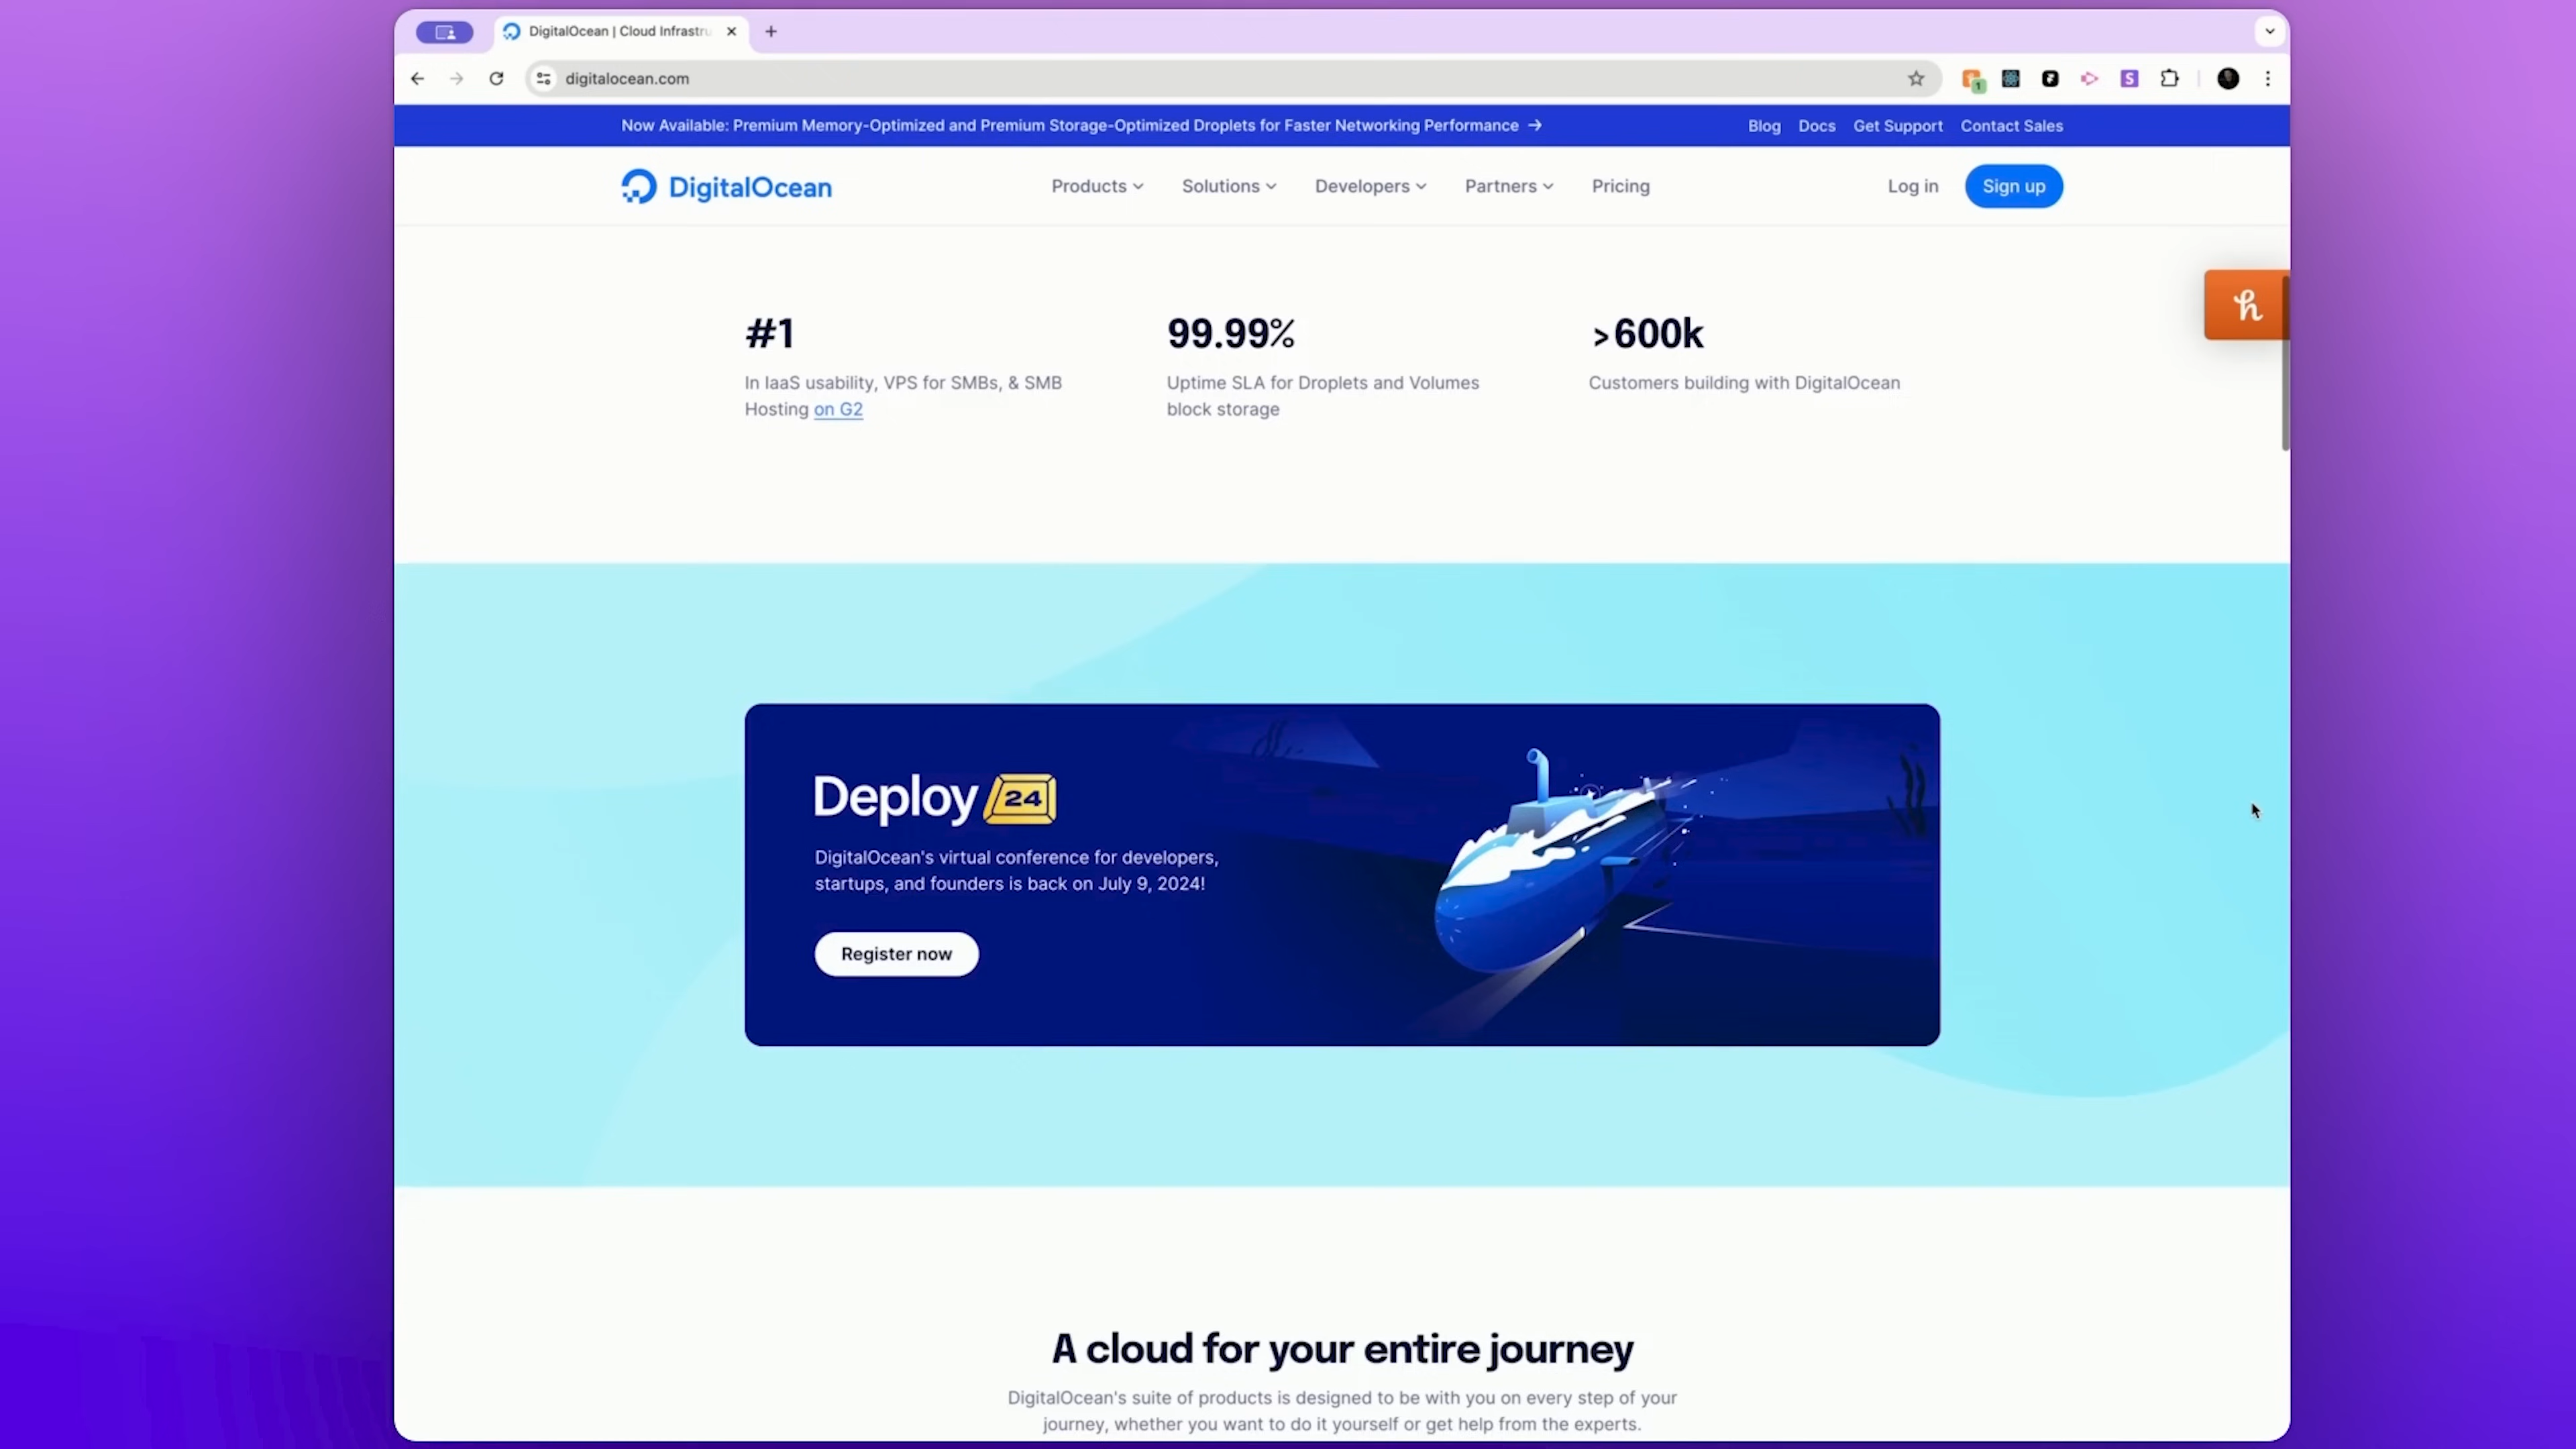 DigitalOcean | Cloud Infrastru
digitalocean.com
1
S
Now Available: Premium Memory-Optimized and Premium Storage-Optimized Droplets for Faster Networking Performance →
Blog Docs Get Support Contact Sales
DigitalOcean
Products Solutions Developers Partners Pricing
Log in Sign up
h
#1
In IaaS usability, VPS for SMBs, & SMB
Hosting on G2
99.99%
Uptime SLA for Droplets and Volumes
block storage
>600k
Customers building with DigitalOcean
Deploy 24
DigitalOcean's virtual conference for developers,
startups, and founders is back on July 9, 2024!
Register now
A cloud for your entire journey
DigitalOcean's suite of products is designed to be with you on every step of your
journey, whether you want to do it yourself or get help from the experts.